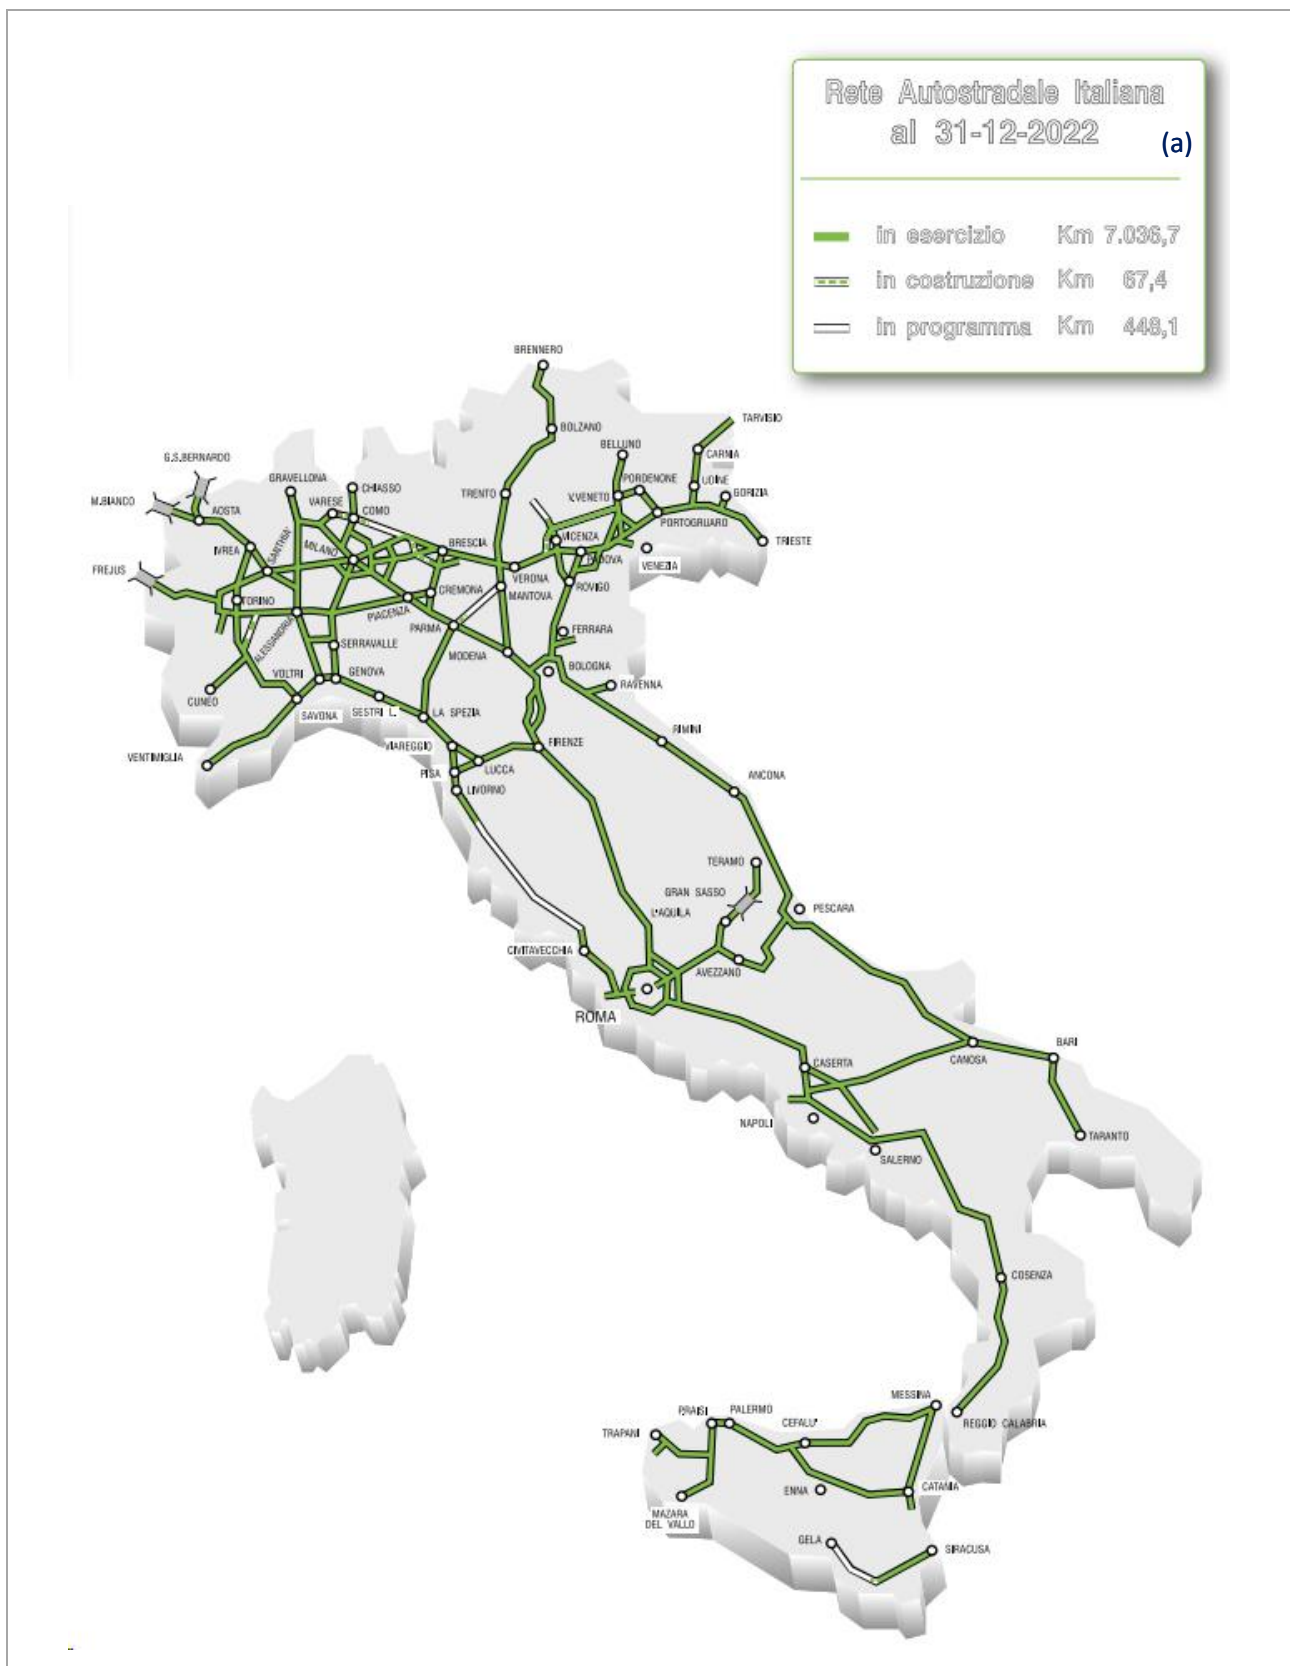 Rete Autostradale Italiana
al 31-12-2022 (a)
in esercizio Km 7.036,7
in costruzione Km 67,4
in programma Km 448,1
BRENNERO
BOLZANO
TARVISIO
BELLUNO
CARNIA
G.S.BERNARDO
GRAVELLONA
CHIASSO
TRENTO
PORDENONE
UDINE
GORIZIA
M.BIANCO
AOSTA
VARESE
COMO
V.VENETO
PORTOGRUARO
TRIESTE
IVREA
SANTHIA'
MILANO
BRESCIA
VICENZA
PADOVA
VENEZIA
FREJUS
VERONA
TORINO
CREMONA
MANTOVA
ROVIGO
PIACENZA
ALESSANDRIA
PARMA
FERRARA
SERRAVALLE
MODENA
BOLOGNA
VOLTRI
GENOVA
RAVENNA
CUNEO
SAVONA
SESTRI L.
LA SPEZIA
RIMINI
VENTIMIGLIA
VIAREGGIO
FIRENZE
LUCCA
PISA
LIVORNO
ANCONA
TERAMO
GRAN SASSO
L'AQUILA
PESCARA
CIVITAVECCHIA
AVEZZANO
ROMA
CASERTA
CANOSA
BARI
NAPOLI
TARANTO
SALERNO
COSENZA
MESSINA
REGGIO CALABRIA
P.RAISI
PALERMO
CEFALU'
TRAPANI
ENNA
CATANIA
MAZARA
DEL VALLO
GELA
SIRACUSA